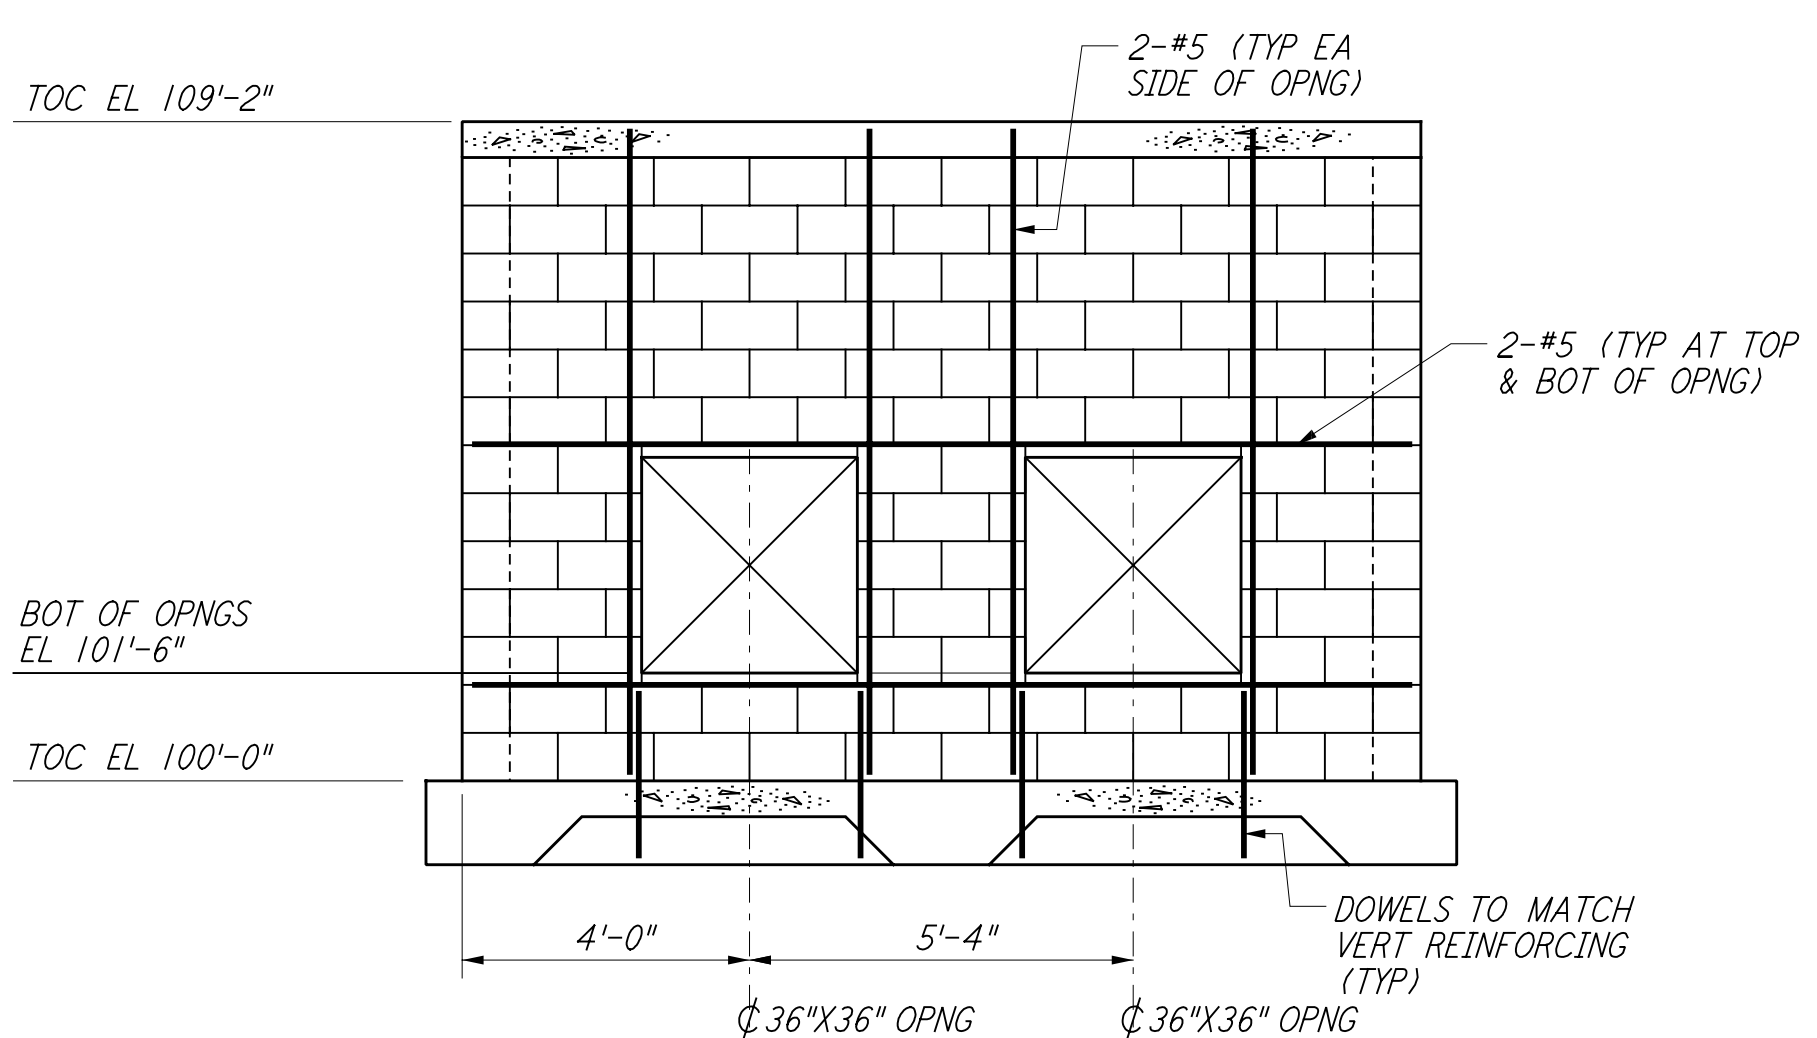 2-#5 (TYP EA
SIDE OF OPNG)
TOC EL 109'-2"
2-#5 (TYP AT TOP
& BOT OF OPNG)
BOT OF OPNGS
EL 101'-6"
TOC EL 100'-0"
DOWELS TO MATCH
VERT REINFORCING
(TYP)
4'-0"
5'-4"
℄ 36"X36" OPNG
℄ 36"X36" OPNG